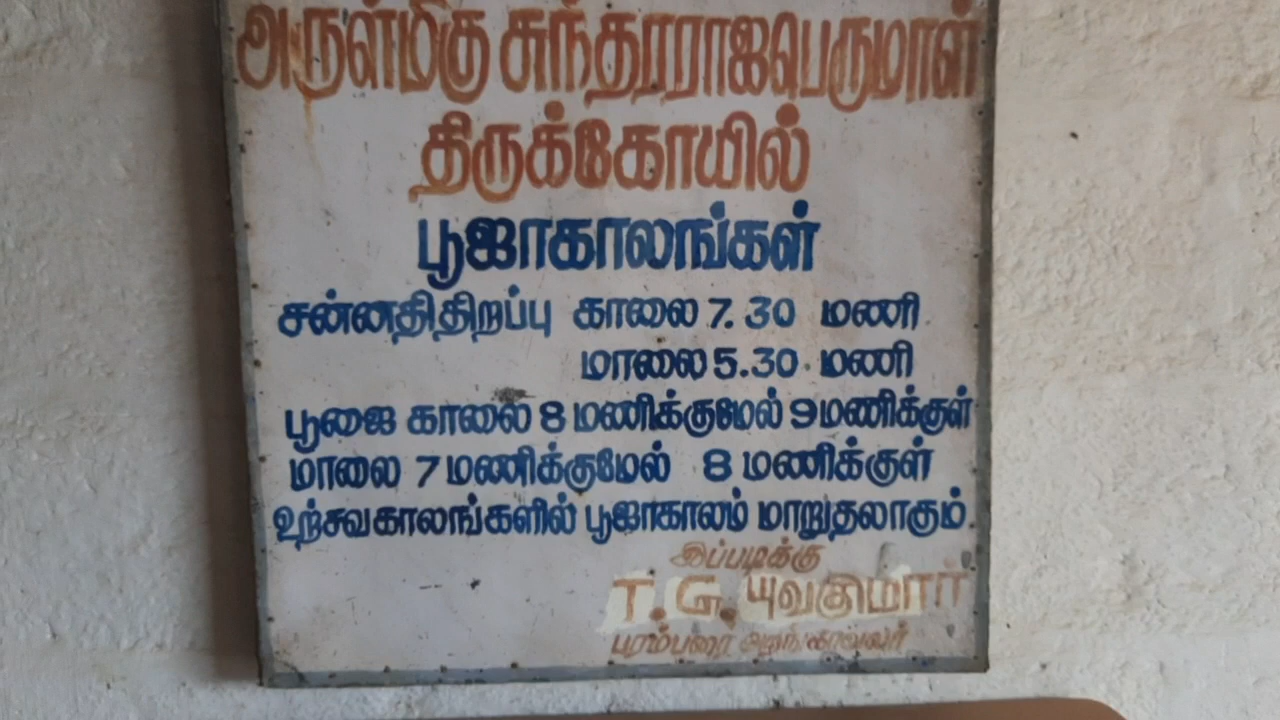 அருள்மிகு சுந்தரராஜபெருமாள்
திருக்கோயில்
பூஜாகாலங்கள்
சன்னதிதிறப்பு காலை 7.30 மணி
மாலை 5.30 மணி
பூஜை காலை 8 மணிக்குமேல் 9 மணிக்குள்
மாலை 7 மணிக்குமேல் 8 மணிக்குள்
உற்சவகாலங்களில் பூஜாகாலம் மாறுதலாகும்
இப்படிக்கு
T.G. யுவகுமார்
பரம்பரை அறங்காவலர்